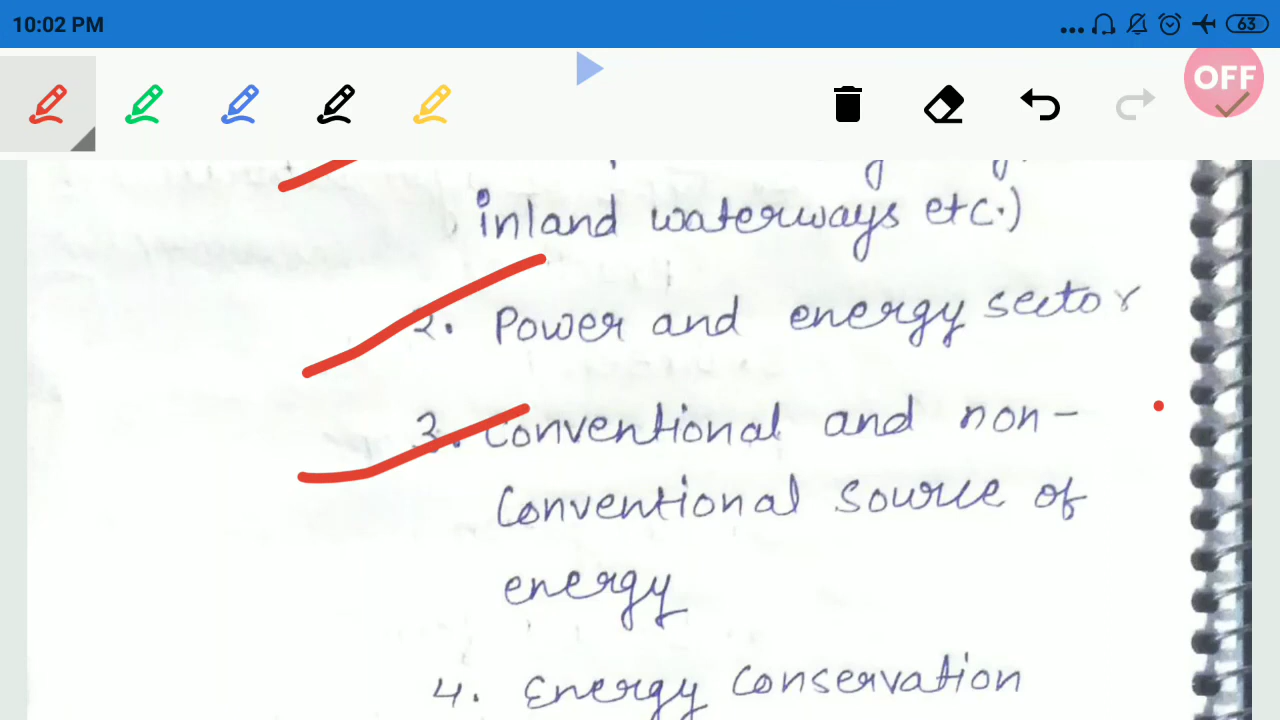 10:02 PM
63
OFF
inland waterways etc.)
2. Power and energy sector
3. Conventional and non-
Conventional source of
energy
4. Energy Conservation